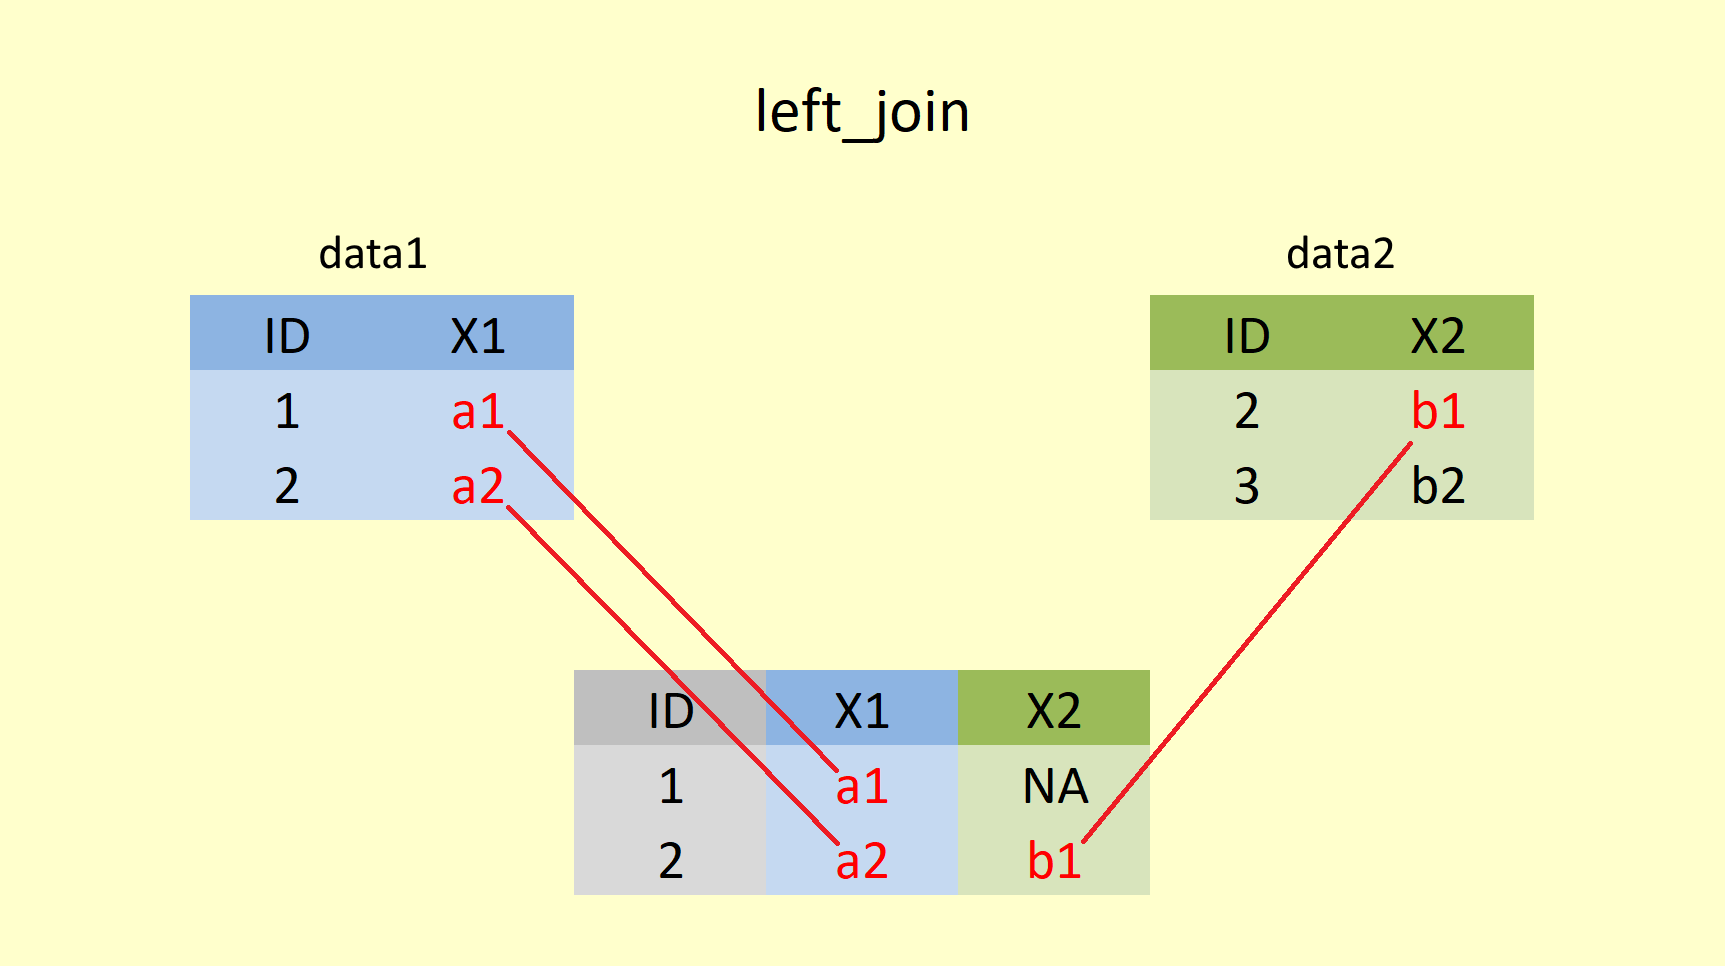 left_join
data1
ID X1
1 a1
2 a2
data2
ID X2
2 b1
3 b2
ID X1 X2
1 a1 NA
2 a2 b1